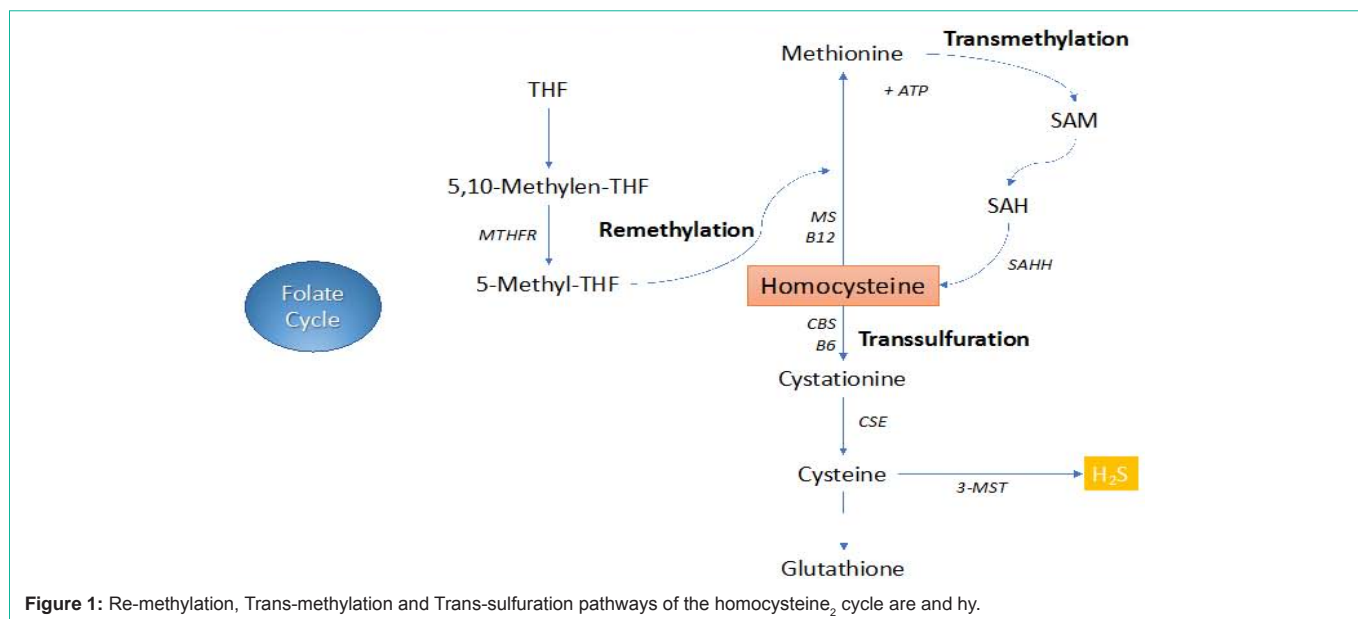 Transmethylation
Methionine
+ ATP
THF
SAM
5,10-Methylen-THF
SAH
MTHFR
Remethylation
MS
B12
SAHH
5-Methyl-THF
Homocysteine
Folate
Cycle
CBS
B6
Transsulfuration
Cystationine
CSE
Cysteine
3-MST
H₂S
Glutathione
Figure 1: Re-methylation, Trans-methylation and Trans-sulfuration pathways of the homocysteine₂ cycle are and hy.